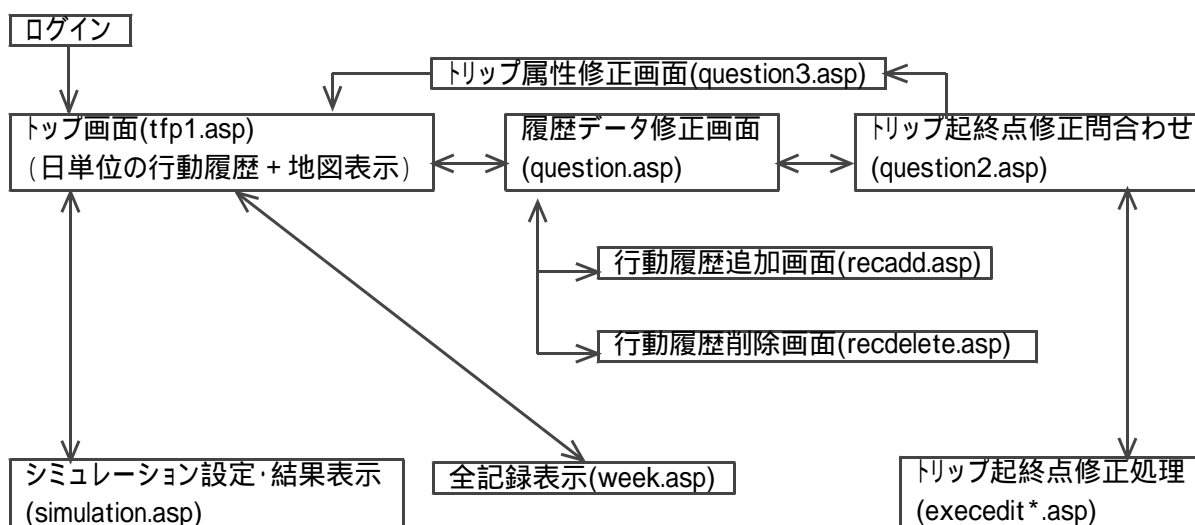 ログイン
トリップ属性修正画面(question3.asp)
トップ画面(tfp1.asp)
(日単位の行動履歴+地図表示)
履歴データ修正画面
(question.asp)
トリップ起終点修正問合わせ
(question2.asp)
行動履歴追加画面(recadd.asp)
行動履歴削除画面(recdelete.asp)
シミュレーション設定・結果表示
(simulation.asp)
全記録表示(week.asp)
トリップ起終点修正処理
(execedit*.asp)